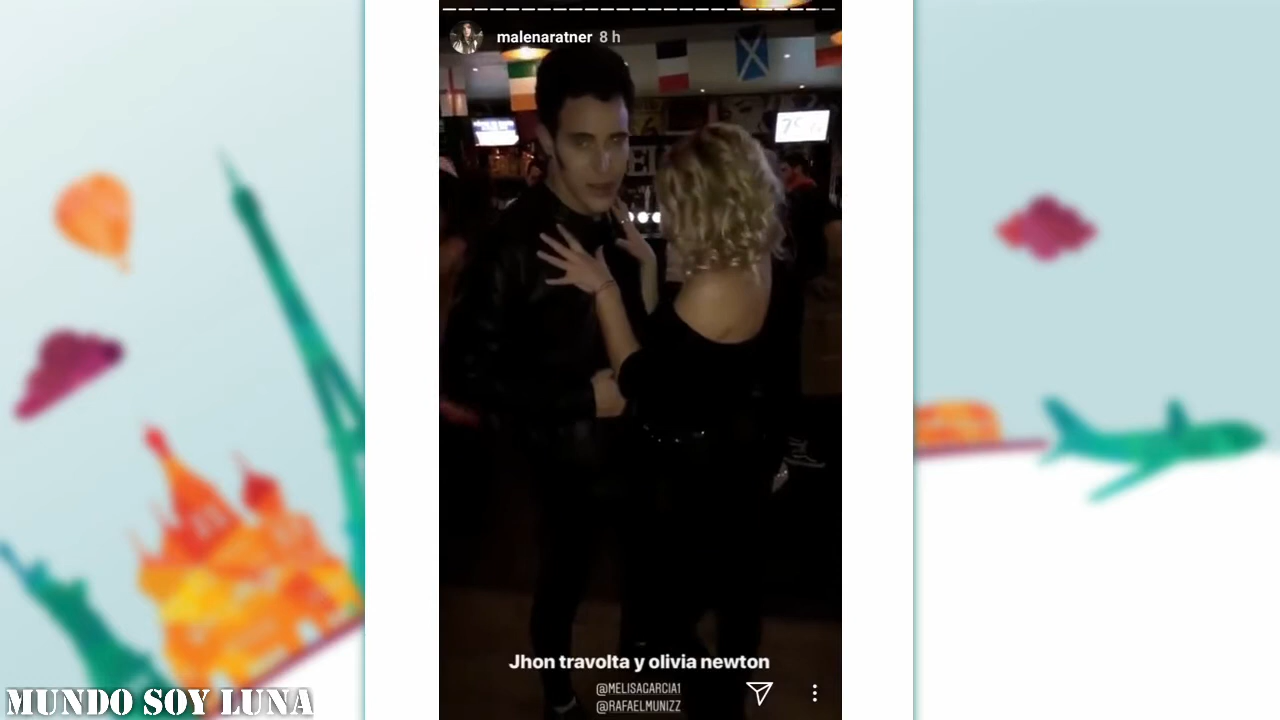 malenaratner 8 h
Jhon travolta y olivia newton
@MELISAGARCIA1
@RAFAELMUNIZZ
MUNDO SOY LUNA